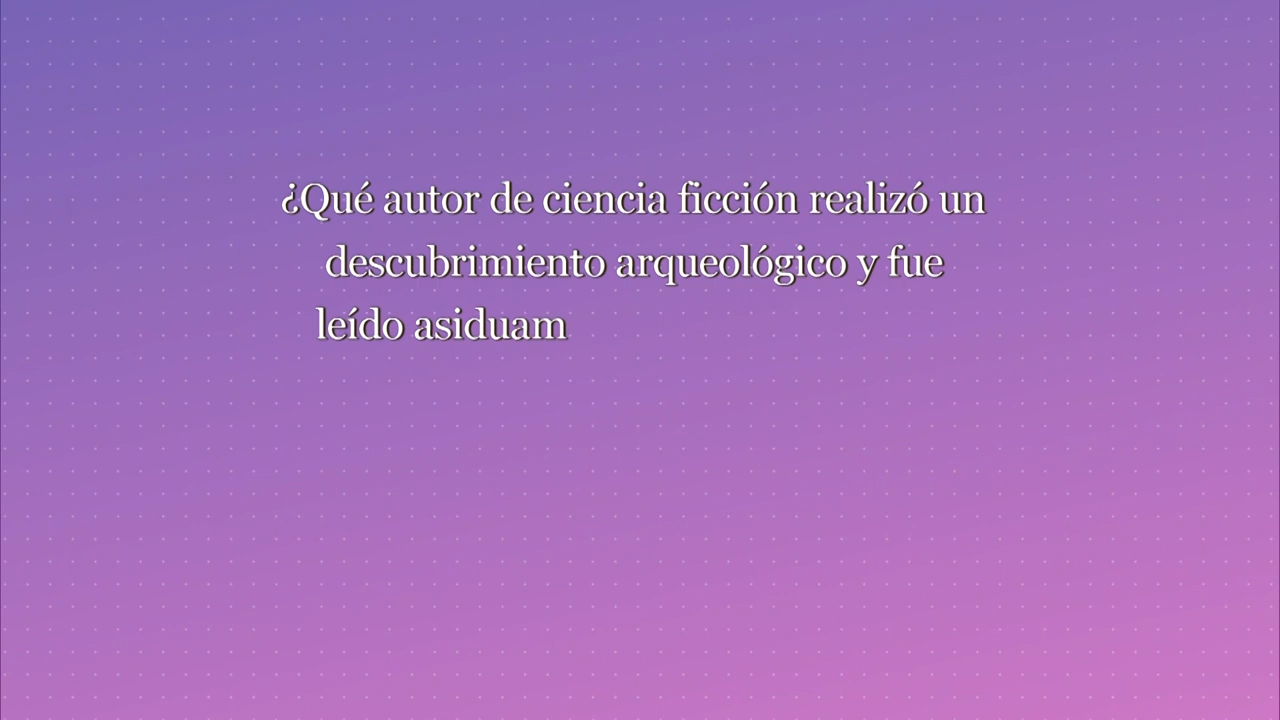 ¿Qué autor de ciencia ficción realizó un
descubrimiento arqueológico y fue
leído asiduam